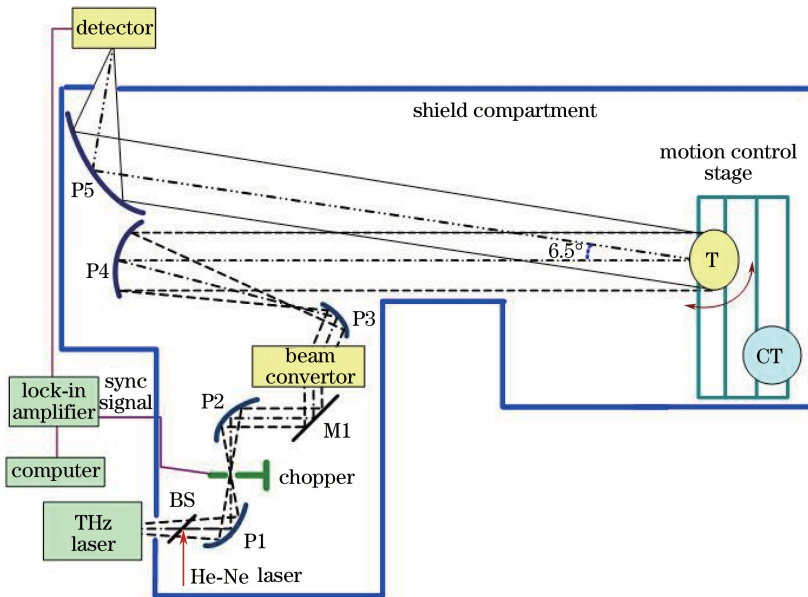 detector
shield compartment
motion control
stage
P5
6.5°
T
P4
P3
CT
beam
convertor
lock-in
amplifier
sync
signal
P2
M1
computer
chopper
BS
THz
laser
P1
He-Ne laser